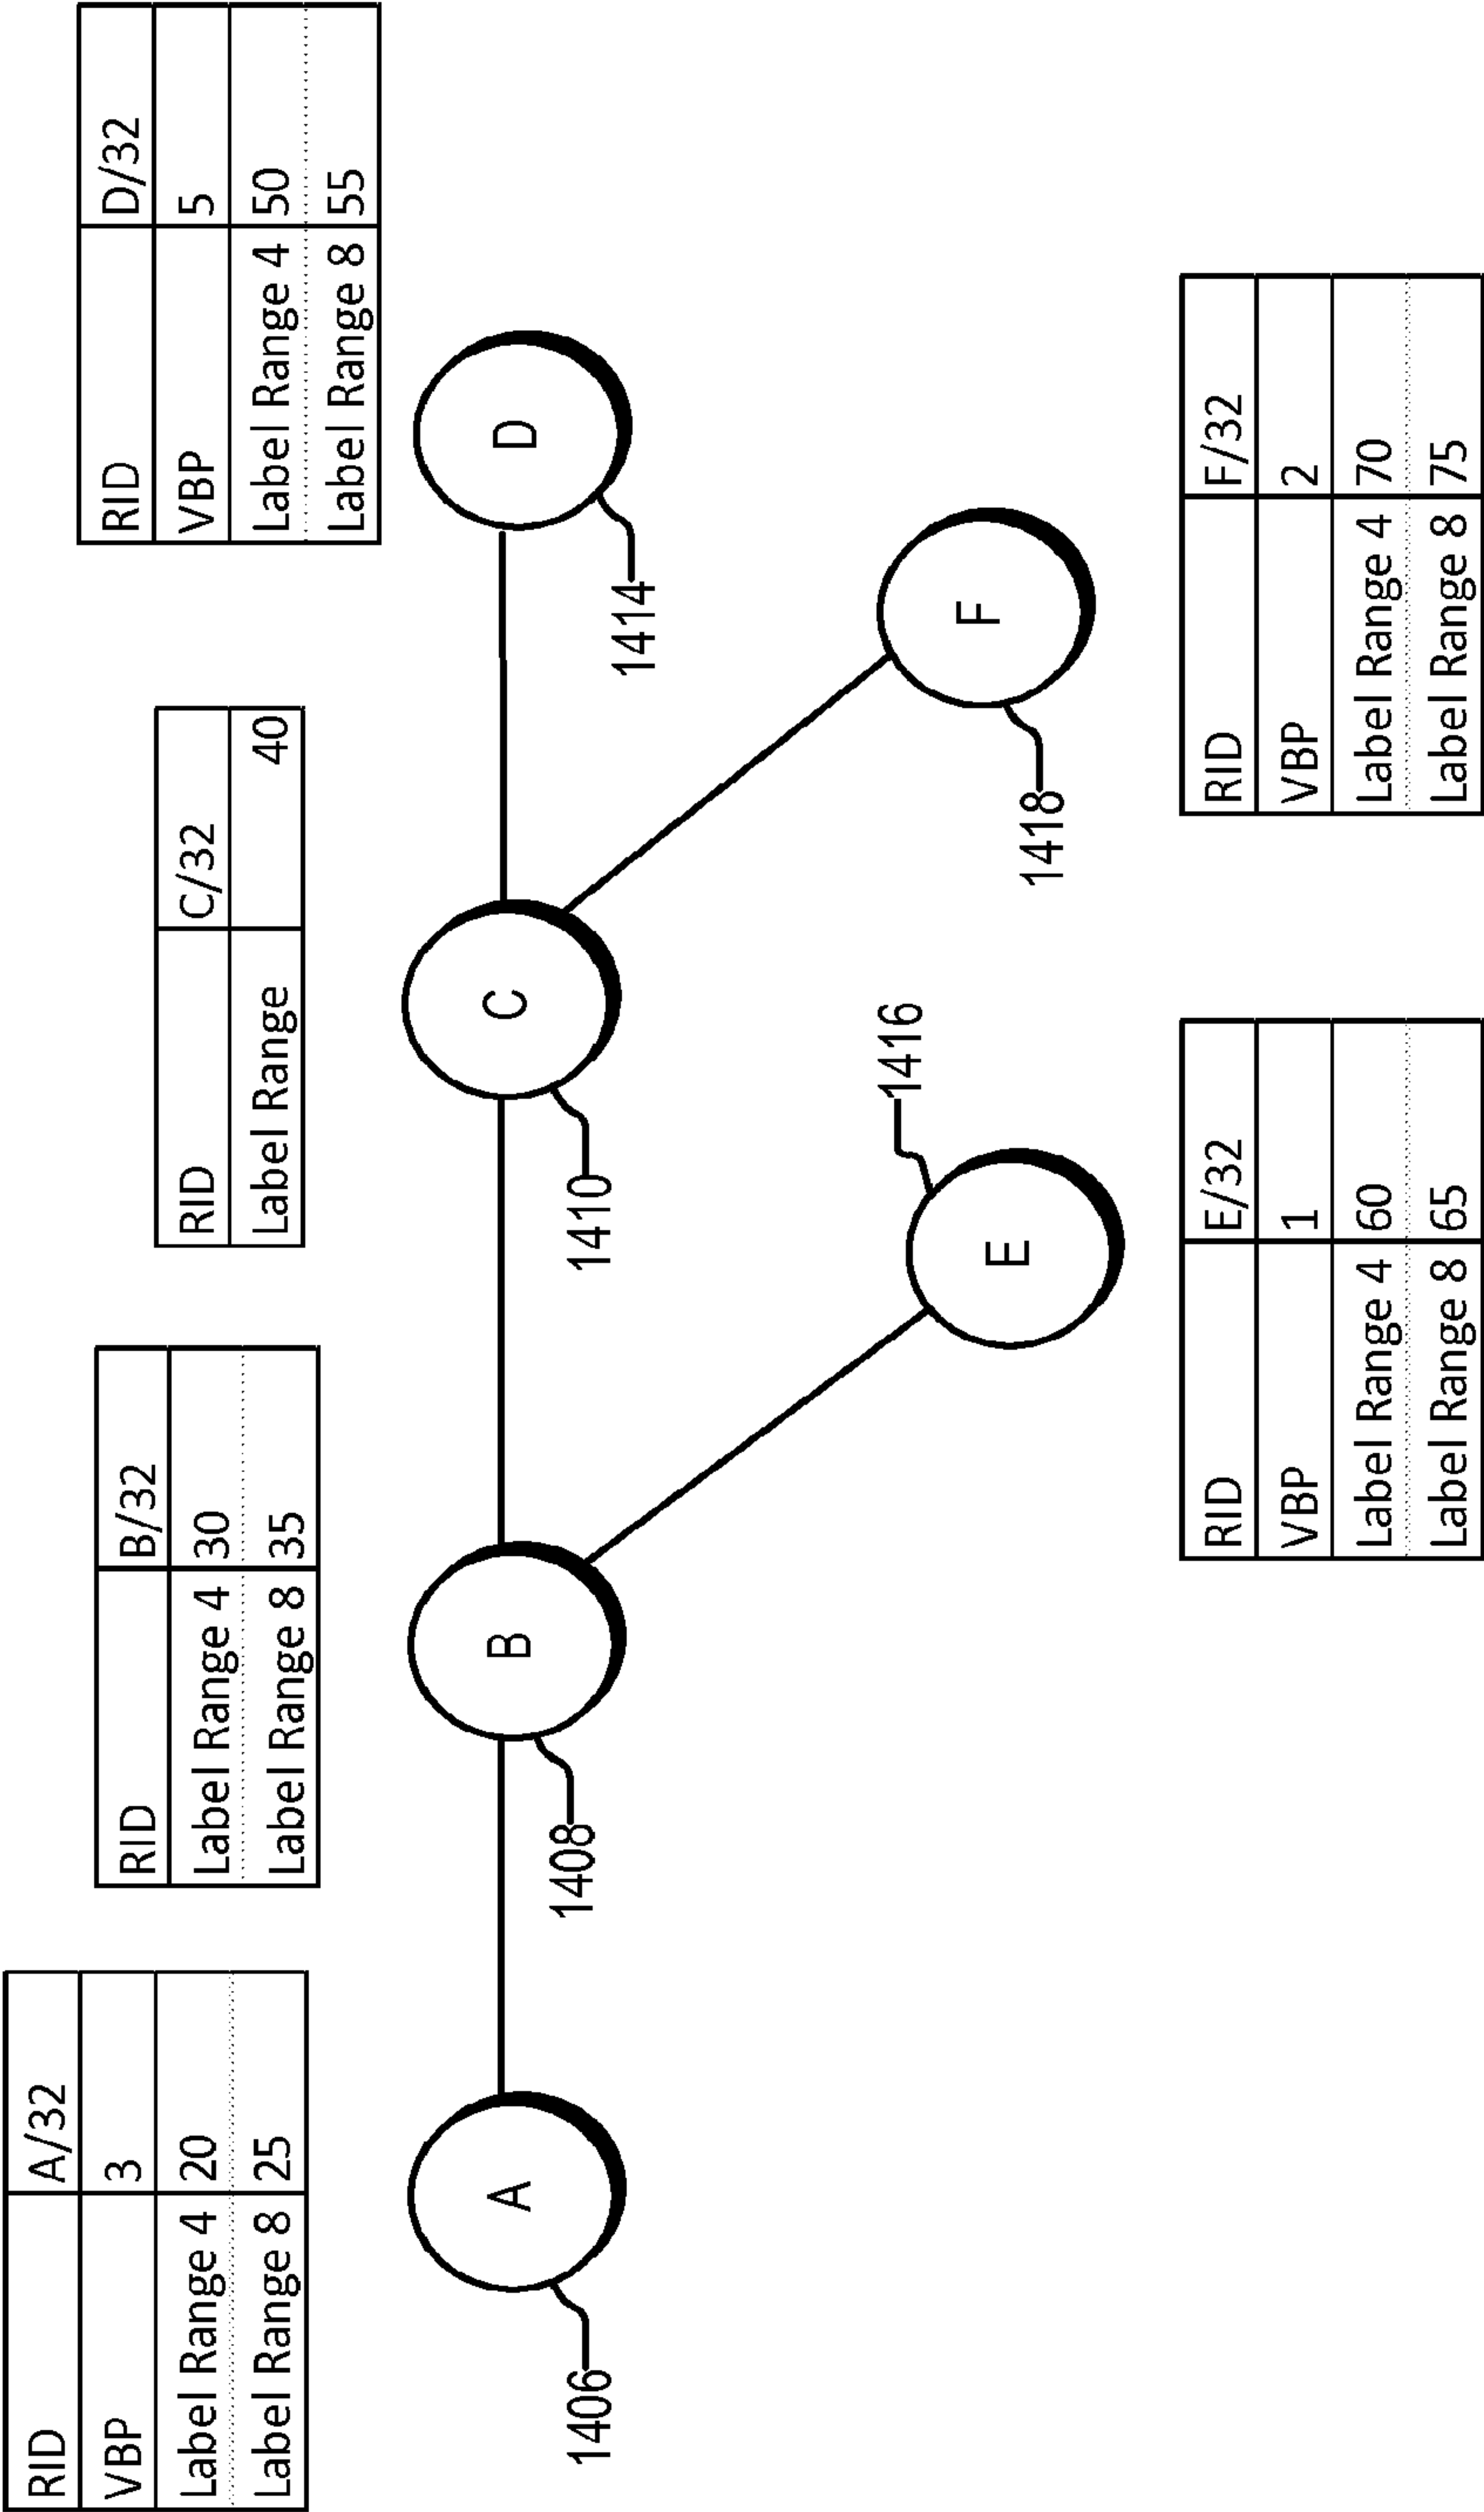 RID A/32
VBP 3
Label Range 4 20
Label Range 8 25
RID B/32
Label Range 4 30
Label Range 8 35
RID C/32
Label Range 40
RID D/32
VBP 5
Label Range 4 50
Label Range 8 55
A
B
C
D
1406
1408
1410
1414
E
F
1416
1418
RID E/32
VBP 1
Label Range 4 60
Label Range 8 65
RID F/32
VBP 2
Label Range 4 70
Label Range 8 75